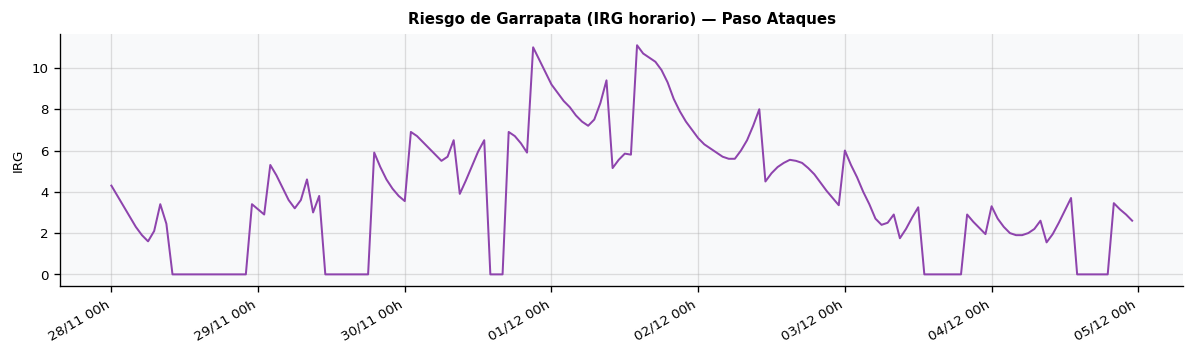 Riesgo de Garrapata (IRG horario) — Paso Ataques
IRG
10
8
6
4
2
0
28/11 00h
29/11 00h
30/11 00h
01/12 00h
02/12 00h
03/12 00h
04/12 00h
05/12 00h